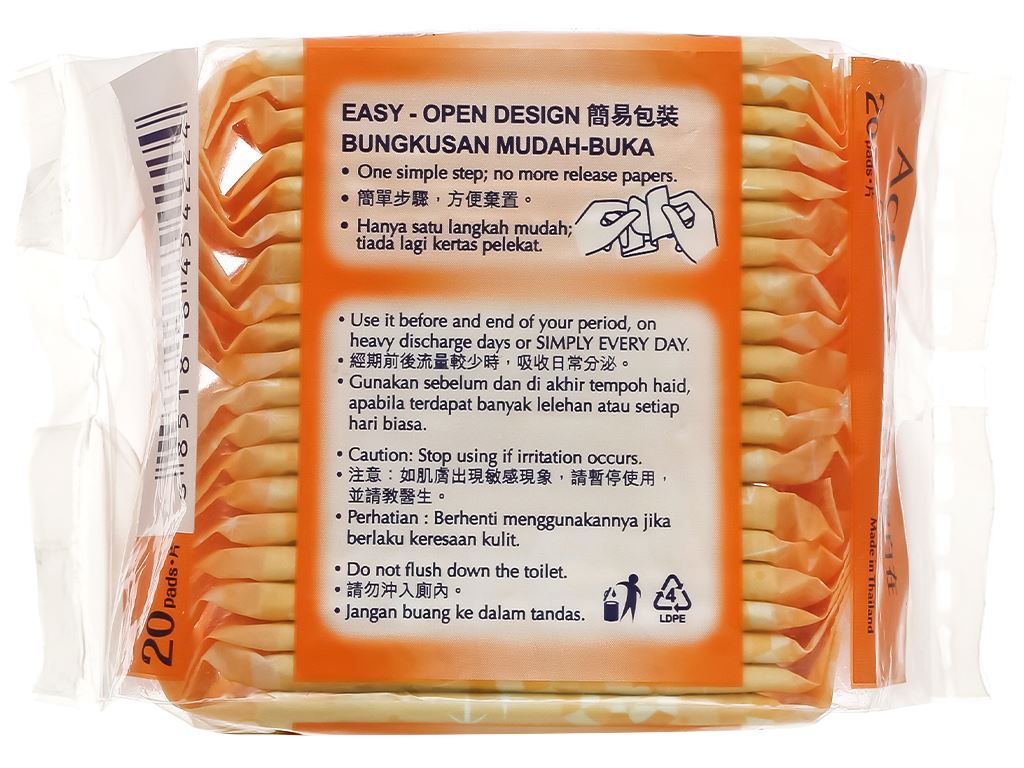 EASY - OPEN DESIGN 簡易包裝
BUNGKUSAN MUDAH-BUKA
• One simple step; no more release papers.
• 簡單步驟，方便棄置。
• Hanya satu langkah mudah;
tiada lagi kertas pelekat.
• Use it before and end of your period, on
heavy discharge days or SIMPLY EVERY DAY.
• 經期前後流量較少時，吸收日常分泌。
• Gunakan sebelum dan di akhir tempoh haid,
apabila terdapat banyak lelehan atau setiap
hari biasa.
• Caution: Stop using if irritation occurs.
• 注意：如肌膚出現敏感現象，請暫停使用，
並請教醫生。
• Perhatian : Berhenti menggunakannya jika
berlaku keresaan kulit.
• Do not flush down the toilet.
• 請勿沖入廁內。
• Jangan buang ke dalam tandas.
4
LDPE
20 pads•片
20 pads•片
Made in Thailand